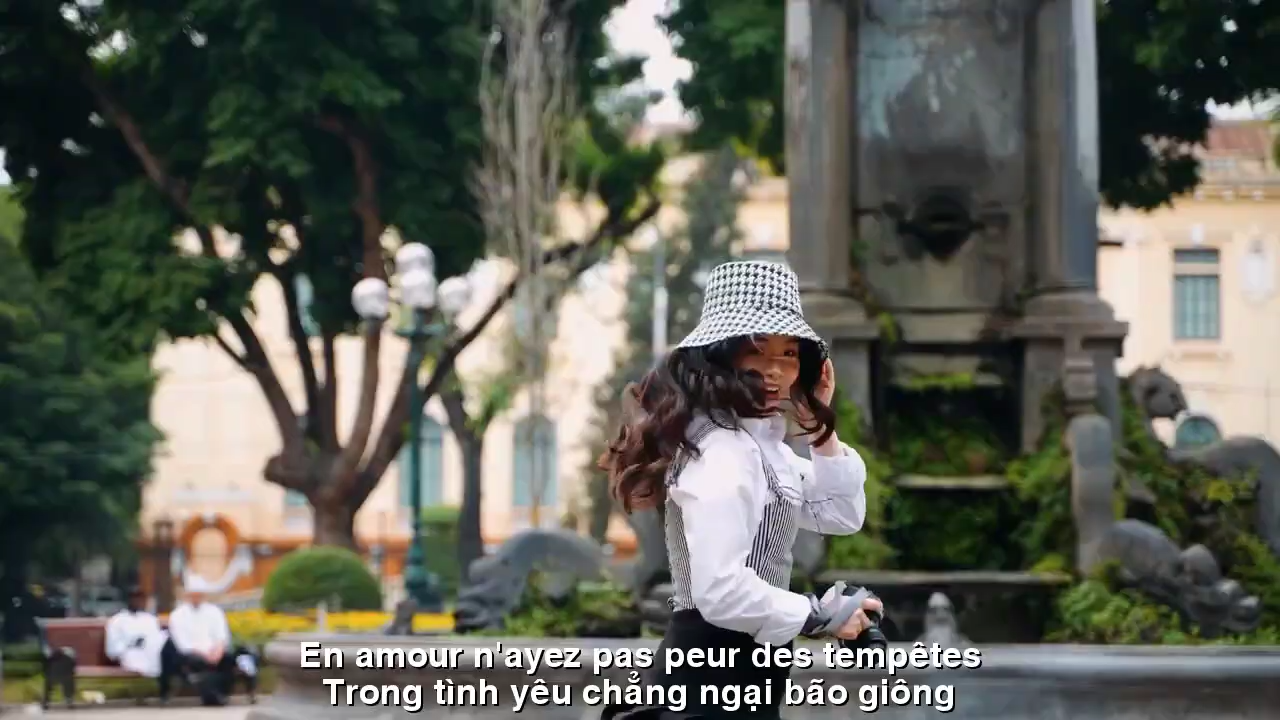 En amour n'ayez pas peur des tempêtes
Trong tình yêu chẳng ngại bão giông